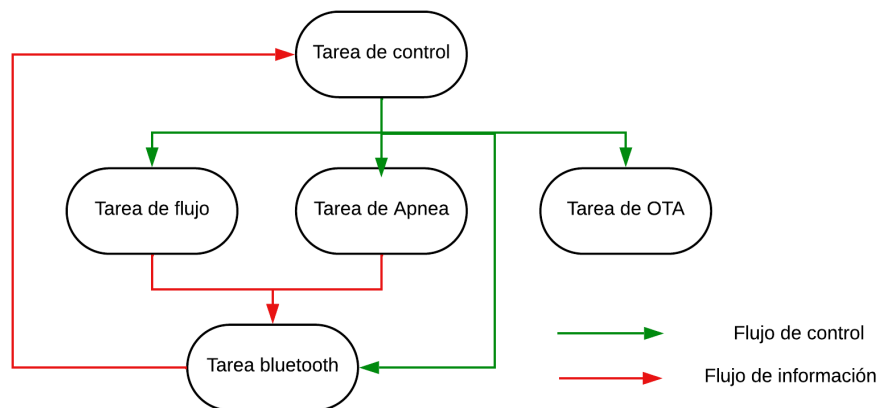 Tarea de control
Tarea de flujo
Tarea de Apnea
Tarea de OTA
Tarea bluetooth
Flujo de control
Flujo de información